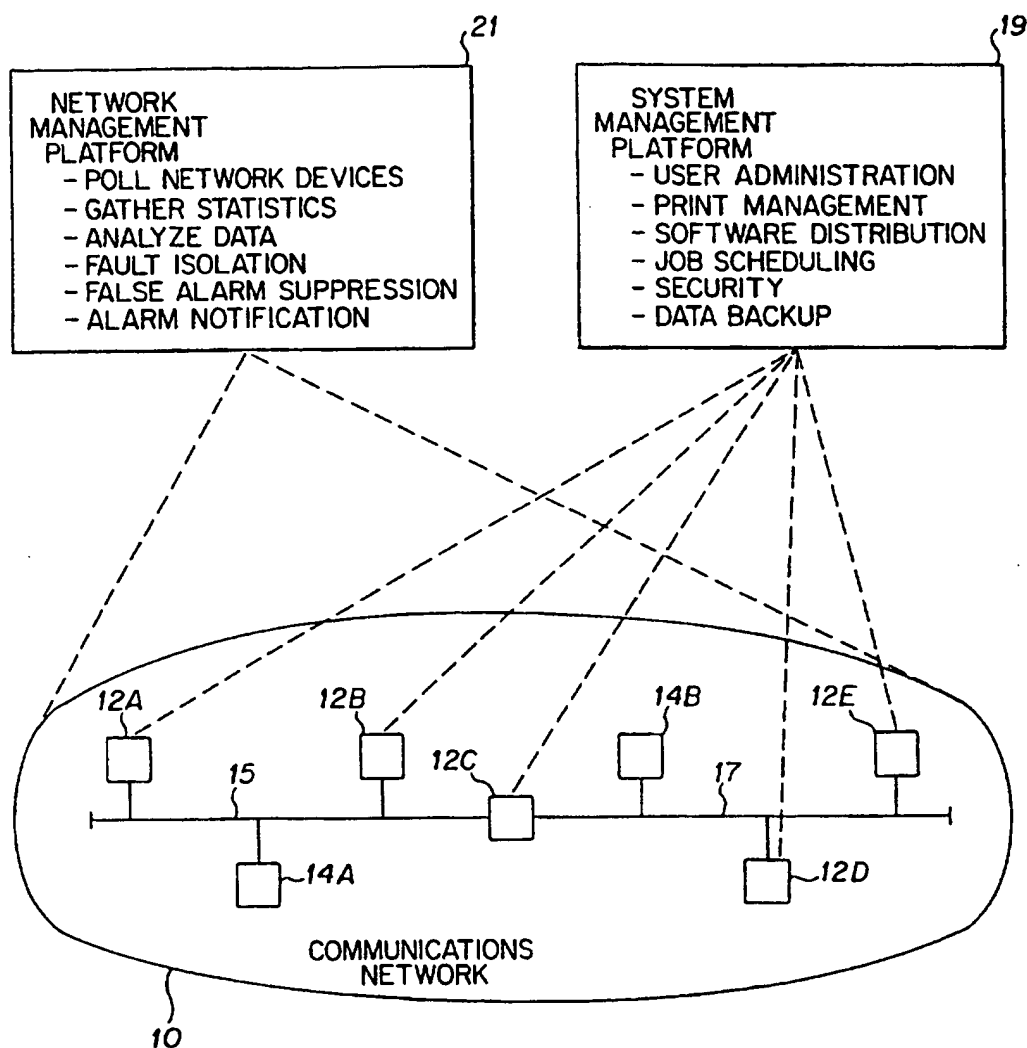 21
19
NETWORK
MANAGEMENT
PLATFORM
- POLL NETWORK DEVICES
- GATHER STATISTICS
- ANALYZE DATA
- FAULT ISOLATION
- FALSE ALARM SUPPRESSION
- ALARM NOTIFICATION
SYSTEM
MANAGEMENT
PLATFORM
- USER ADMINISTRATION
- PRINT MANAGEMENT
- SOFTWARE DISTRIBUTION
- JOB SCHEDULING
- SECURITY
- DATA BACKUP
12A
12B
14B
12E
12C
15
17
14A
12D
COMMUNICATIONS
NETWORK
10